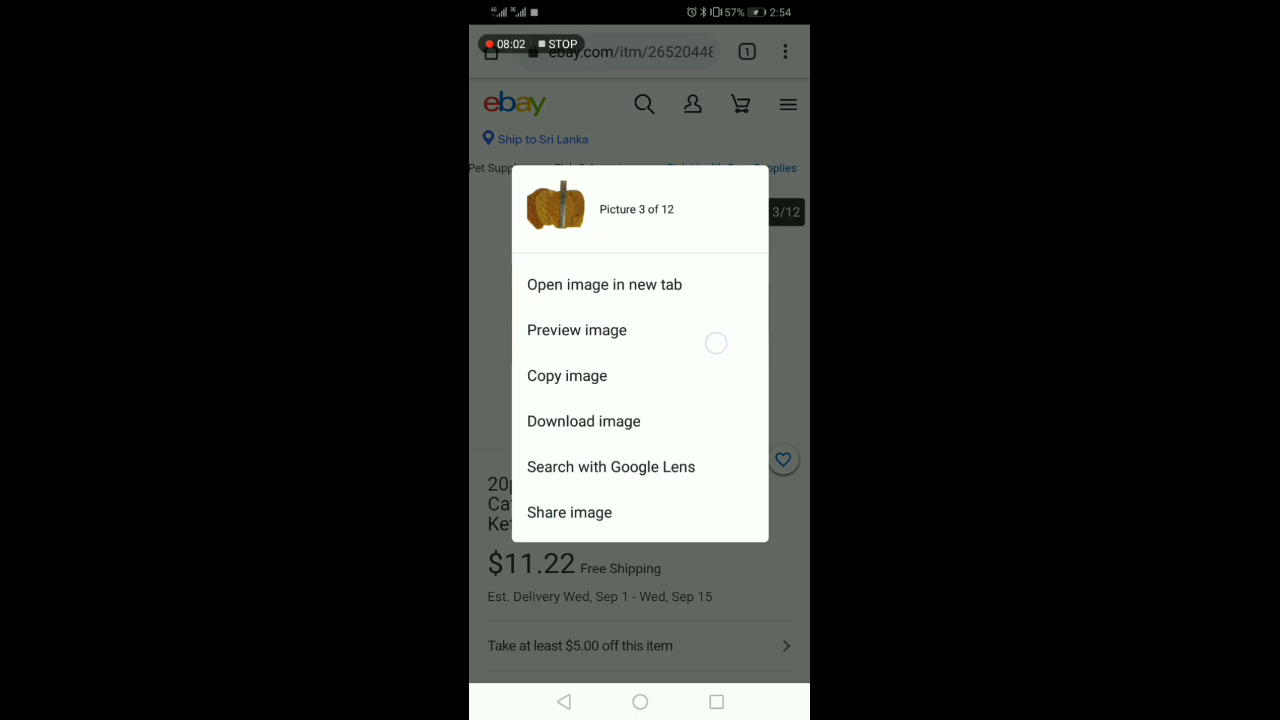 57% 2:54
08:02 STOP
ebay.com/itm/26520448
1
ebay
Ship to Sri Lanka
Pet
Picture 3 of 12
3/12
Open image in new tab
Preview image
Copy image
Download image
Search with Google Lens
Share image
$11.22 Free Shipping
Est. Delivery Wed, Sep 1 - Wed, Sep 15
Take at least $5.00 off this item